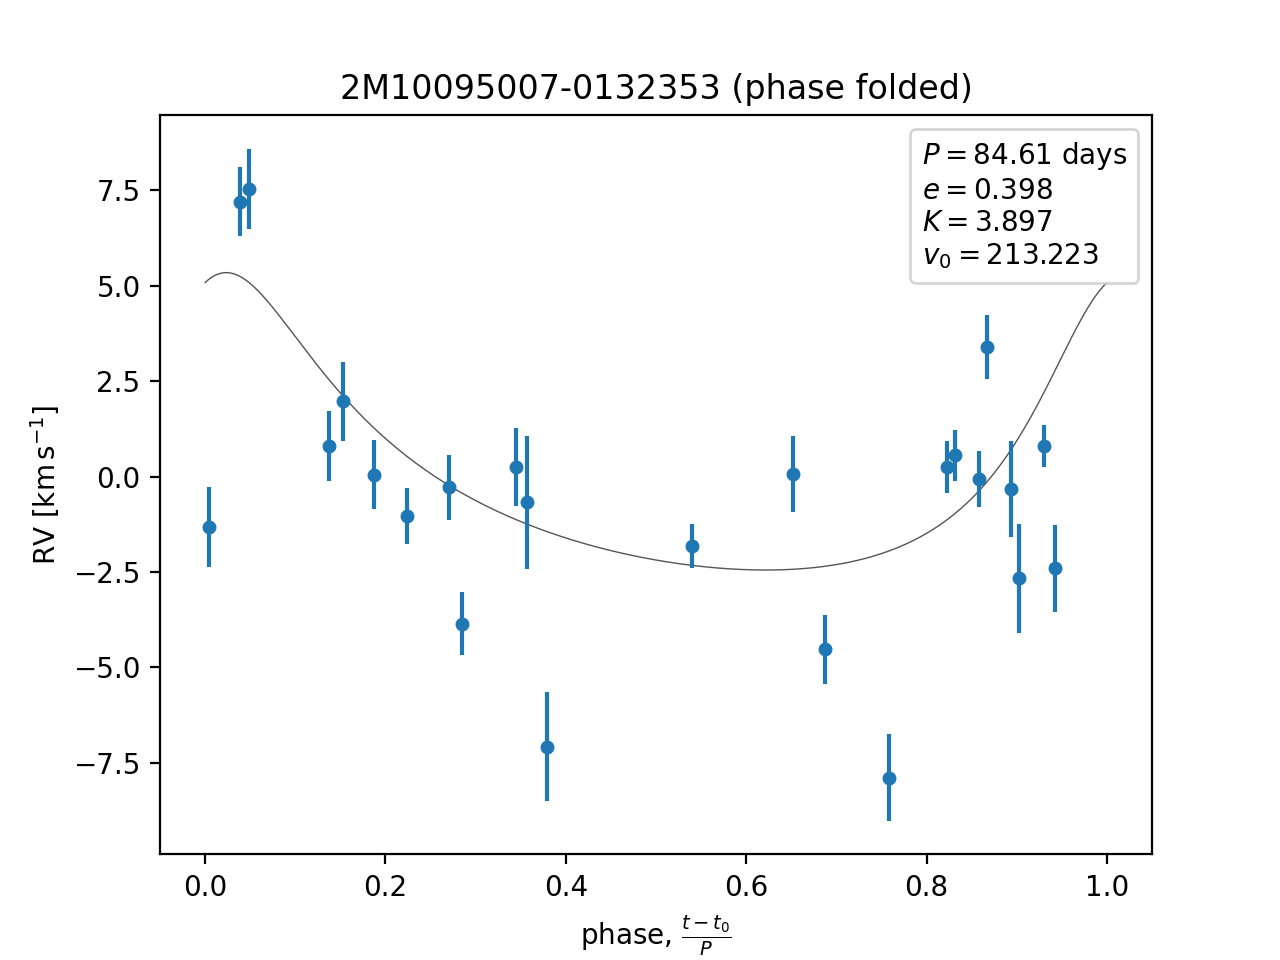 2M10095007-0132353 (phase folded)
P = 84.61 days
e = 0.398
K = 3.897
v₀ = 213.223
RV [km s⁻¹]
7.5
5.0
2.5
0.0
−2.5
−5.0
−7.5
0.0 0.2 0.4 0.6 0.8 1.0
phase, (t − t₀)/P